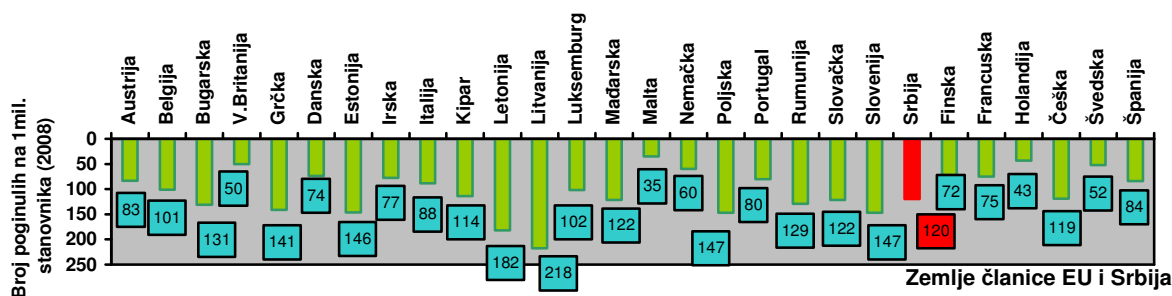 Broj poginulih na 1mil.
stanovnika (2008)
Austrija
Belgija
Bugarska
V.Britanija
Grčka
Danska
Estonija
Irska
Italija
Kipar
Letonija
Litvanija
Luksemburg
Mađarska
Malta
Nemačka
Poljska
Portugal
Rumunija
Slovačka
Slovenija
Srbija
Finska
Francuska
Holandija
Češka
Švedska
Španija
0
50
100
150
200
250
83
101
131
50
141
74
146
77
88
114
182
218
102
122
35
60
147
80
129
122
147
120
72
75
43
119
52
84
Zemlje članice EU i Srbija